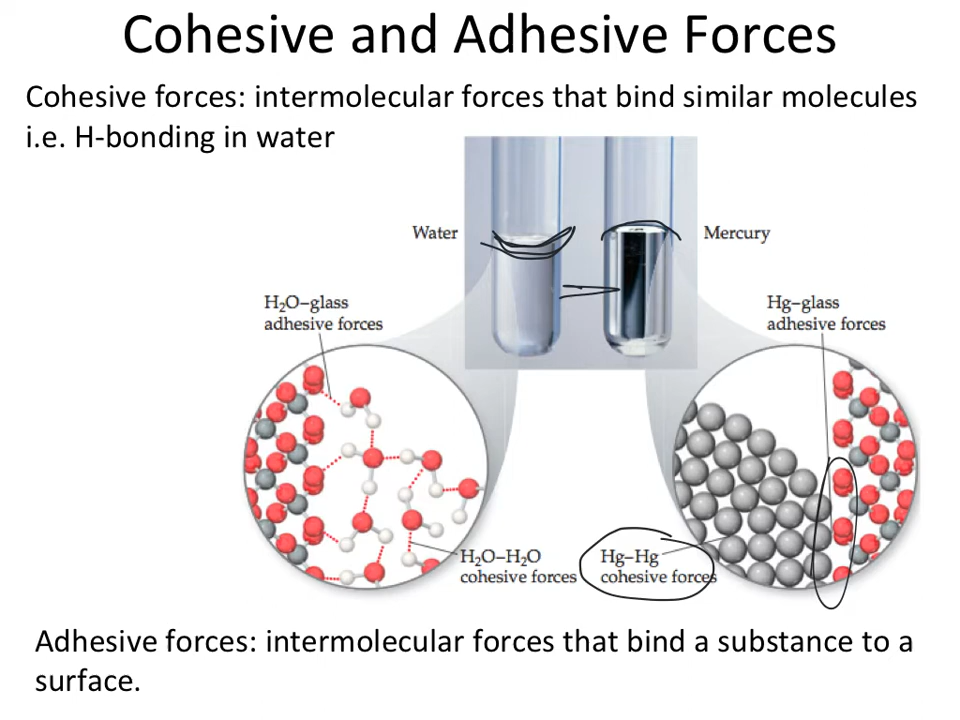 Cohesive and Adhesive Forces
Cohesive forces: intermolecular forces that bind similar molecules
i.e. H-bonding in water
Water
Mercury
H₂O–glass
adhesive forces
Hg–glass
adhesive forces
H₂O–H₂O
cohesive forces
Hg–Hg
cohesive forces
Adhesive forces: intermolecular forces that bind a substance to a
surface.